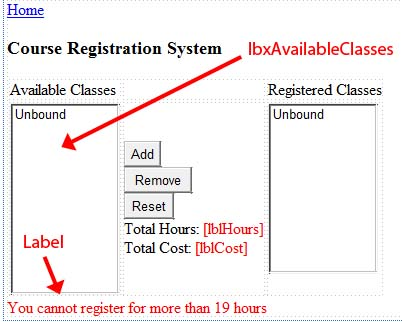 Home
Course Registration System
lbxAvailableClasses
Available Classes
Registered Classes
Unbound
Unbound
Add
Remove
Reset
Total Hours: [lblHours]
Total Cost: [lblCost]
Label
You cannot register for more than 19 hours